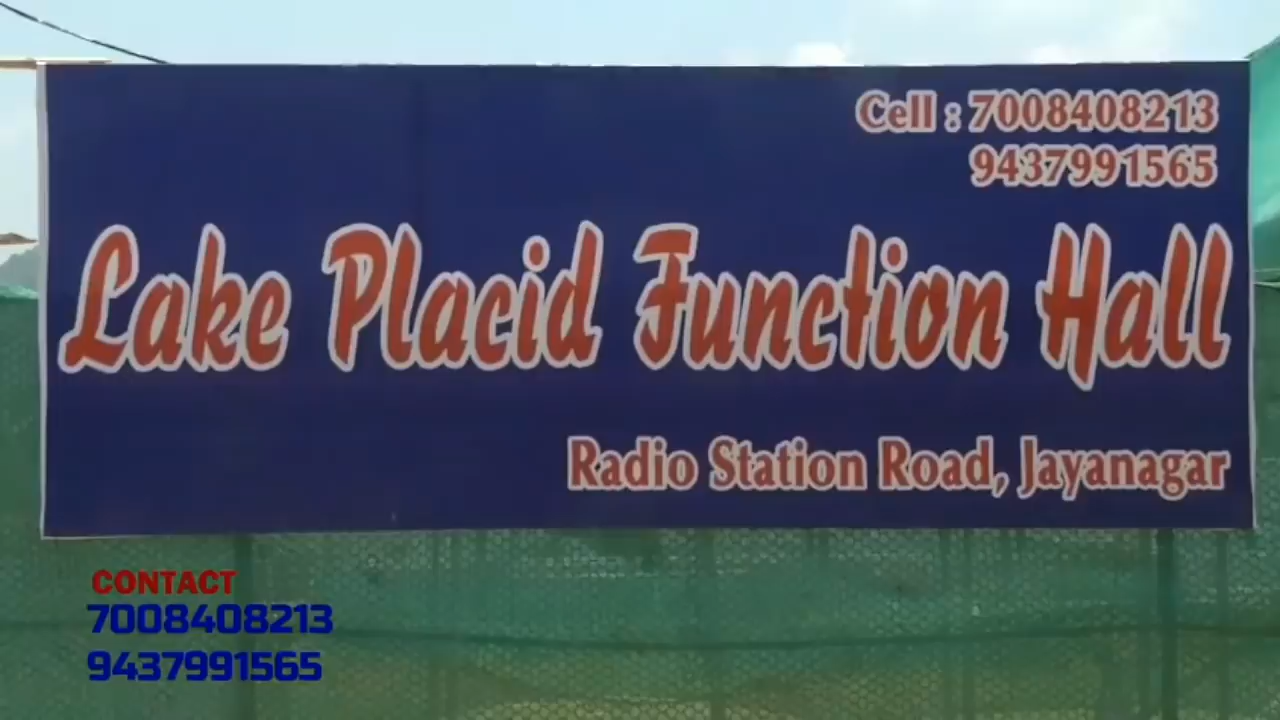 Cell : 7008408213
9437991565
Lake Placid Function Hall
Radio Station Road, Jayanagar
CONTACT
7008408213
9437991565